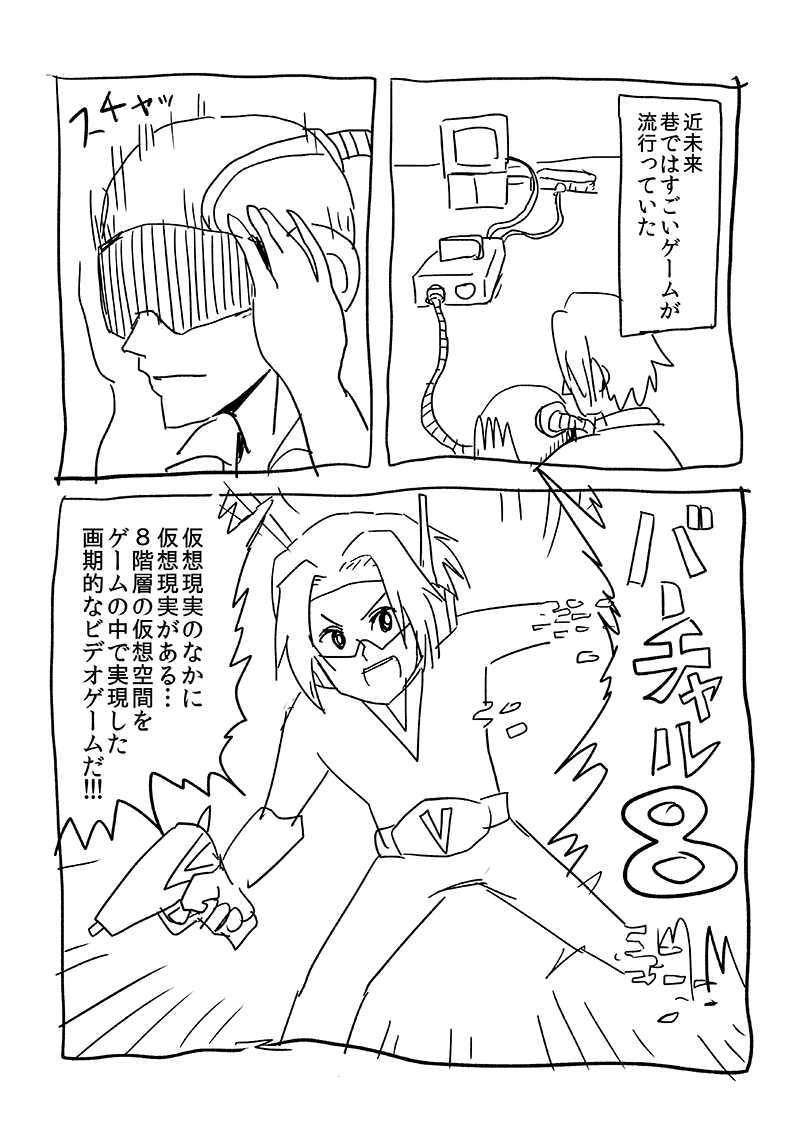 近未来
巷ではすごいゲームが
流行っていた
スチャッ
バーチャル
8
仮想現実のなかに
仮想現実がある…
8階層の仮想空間を
ゲームの中で実現した
画期的なビデオゲームだ!!!
V